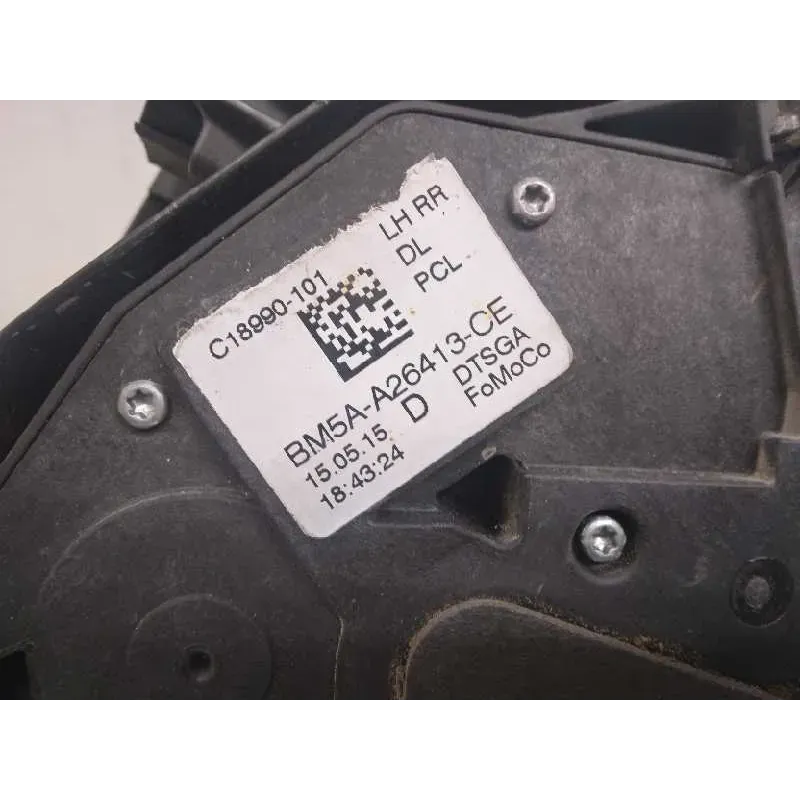 C18990-101
LH RR
DL
PCL
BM5A-A26413-CE
15.05.15 D DTSGA
18:43:24 FoMoCo